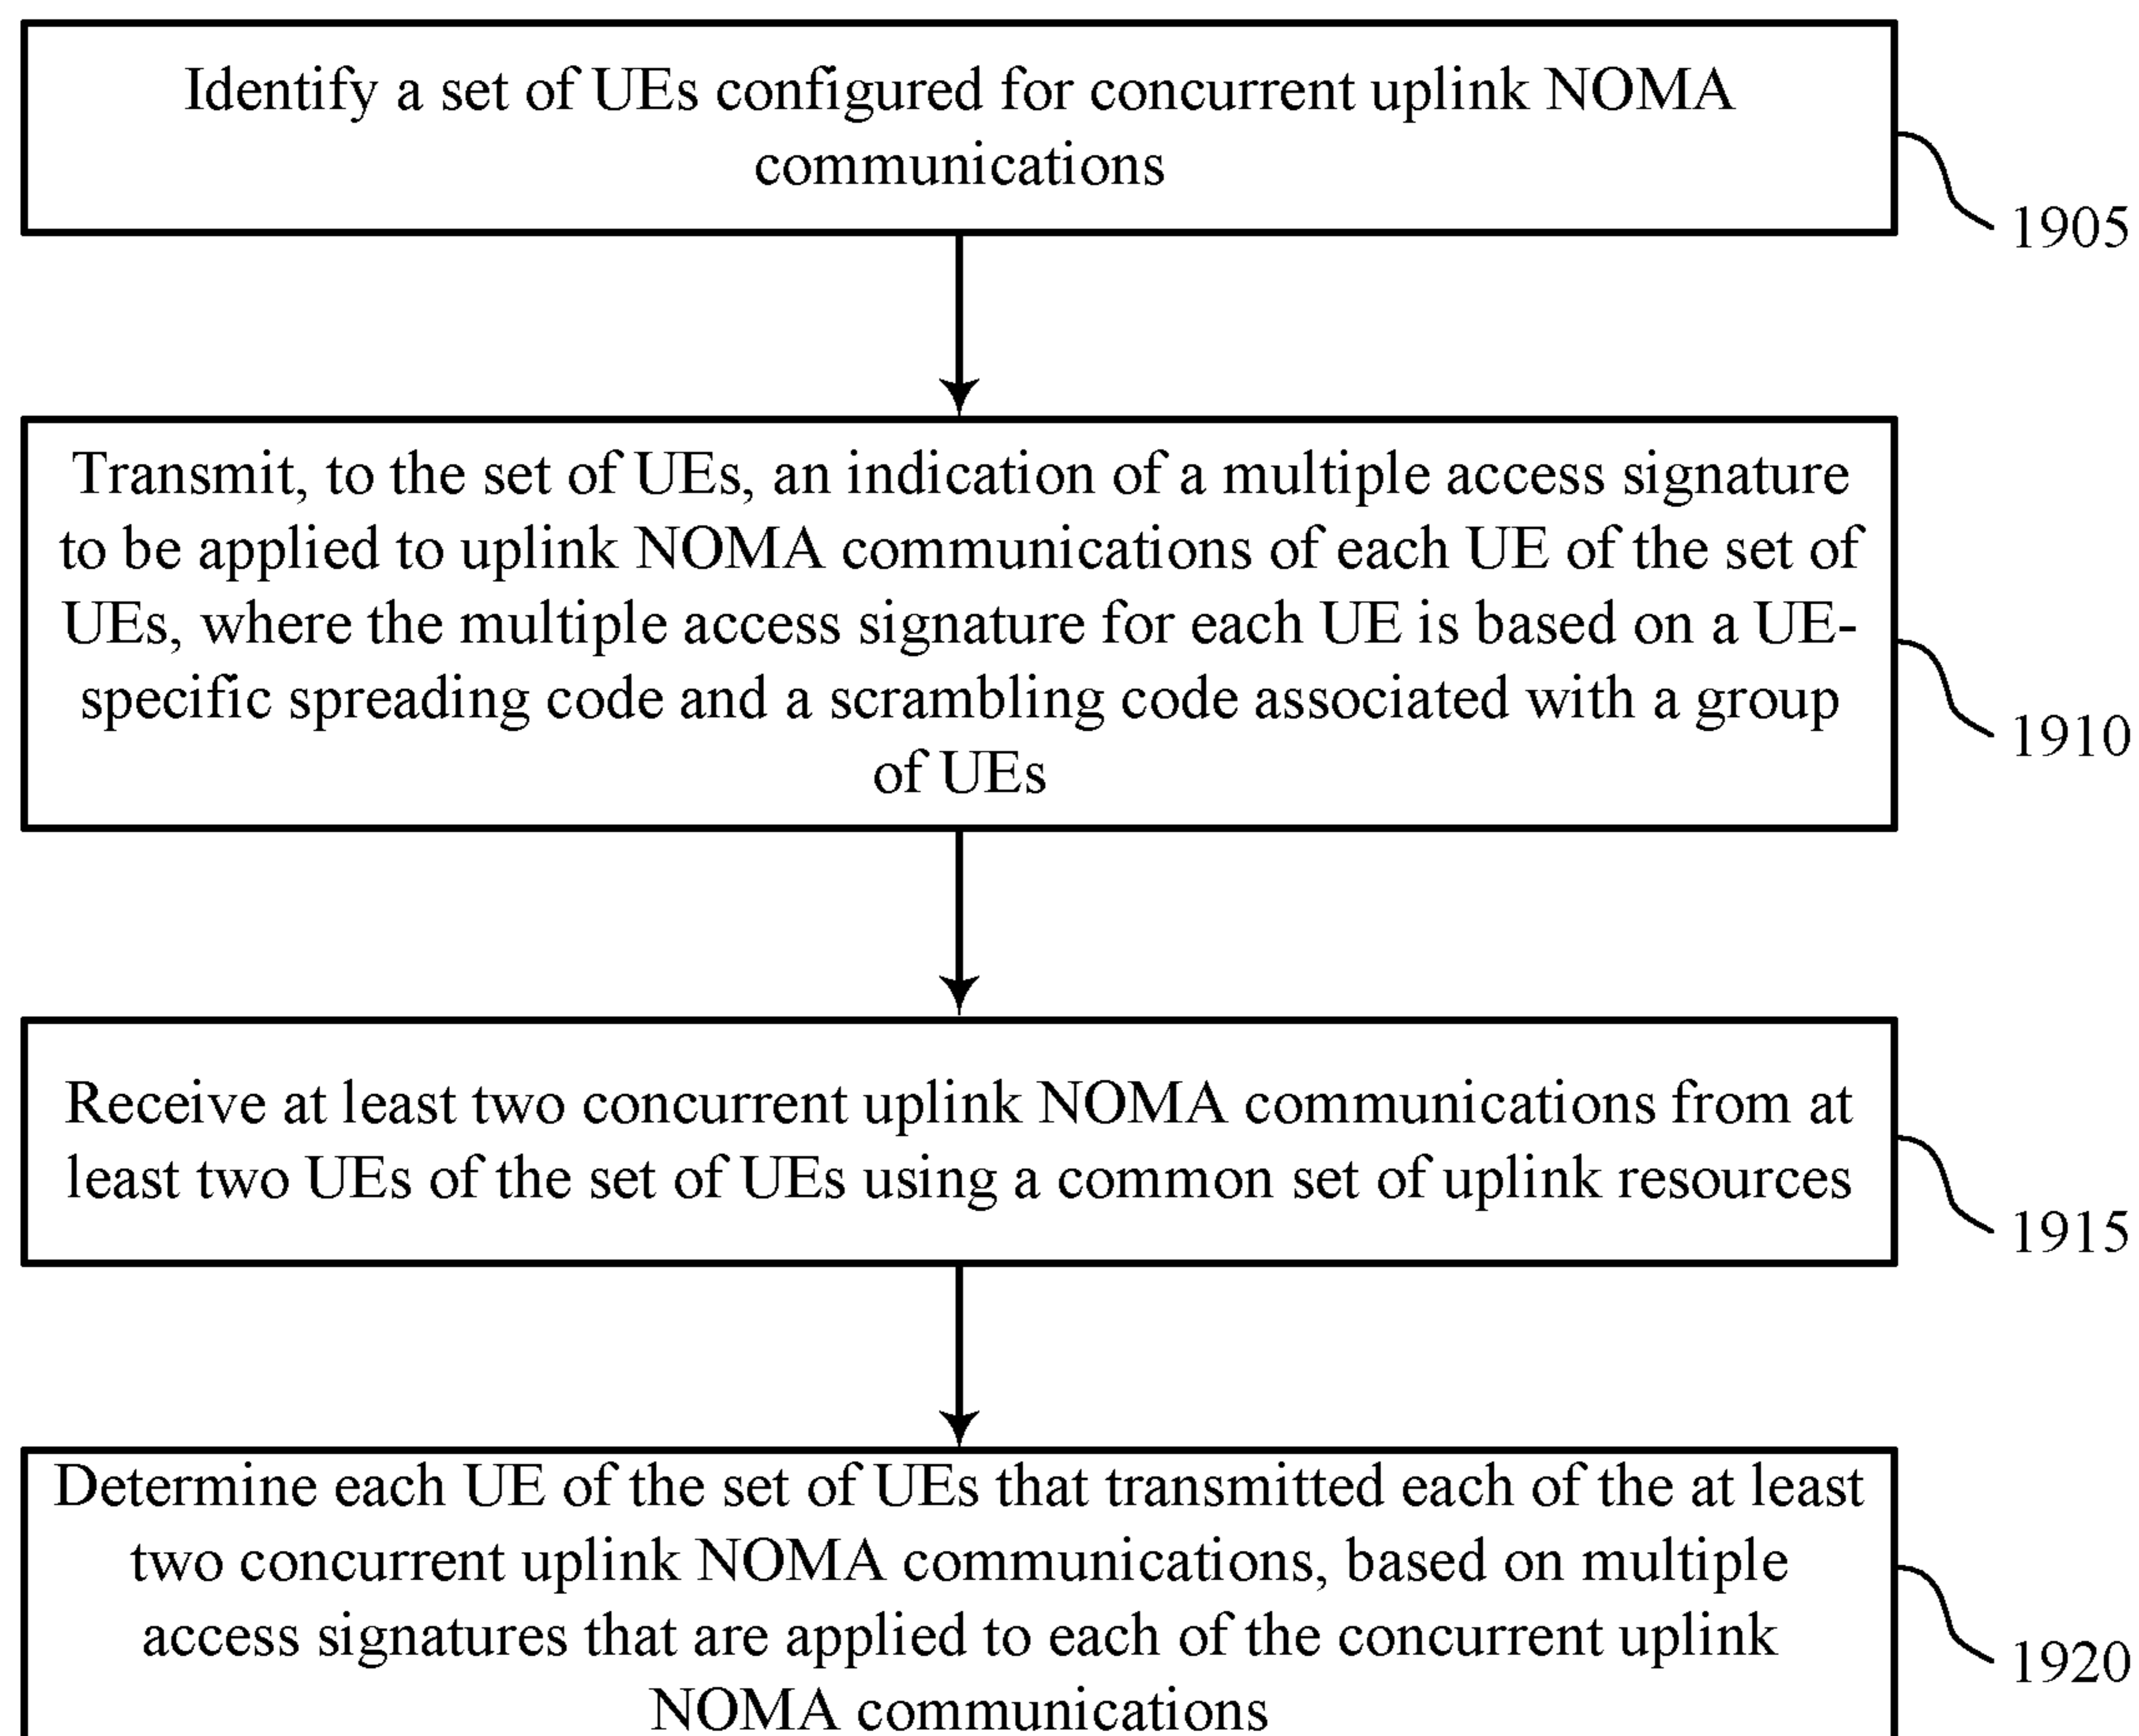 Identify a set of UEs configured for concurrent uplink NOMA
communications
1905
Transmit, to the set of UEs, an indication of a multiple access signature
to be applied to uplink NOMA communications of each UE of the set of
UEs, where the multiple access signature for each UE is based on a UE-
specific spreading code and a scrambling code associated with a group
of UEs
1910
Receive at least two concurrent uplink NOMA communications from at
least two UEs of the set of UEs using a common set of uplink resources
1915
Determine each UE of the set of UEs that transmitted each of the at least
two concurrent uplink NOMA communications, based on multiple
access signatures that are applied to each of the concurrent uplink
NOMA communications
1920